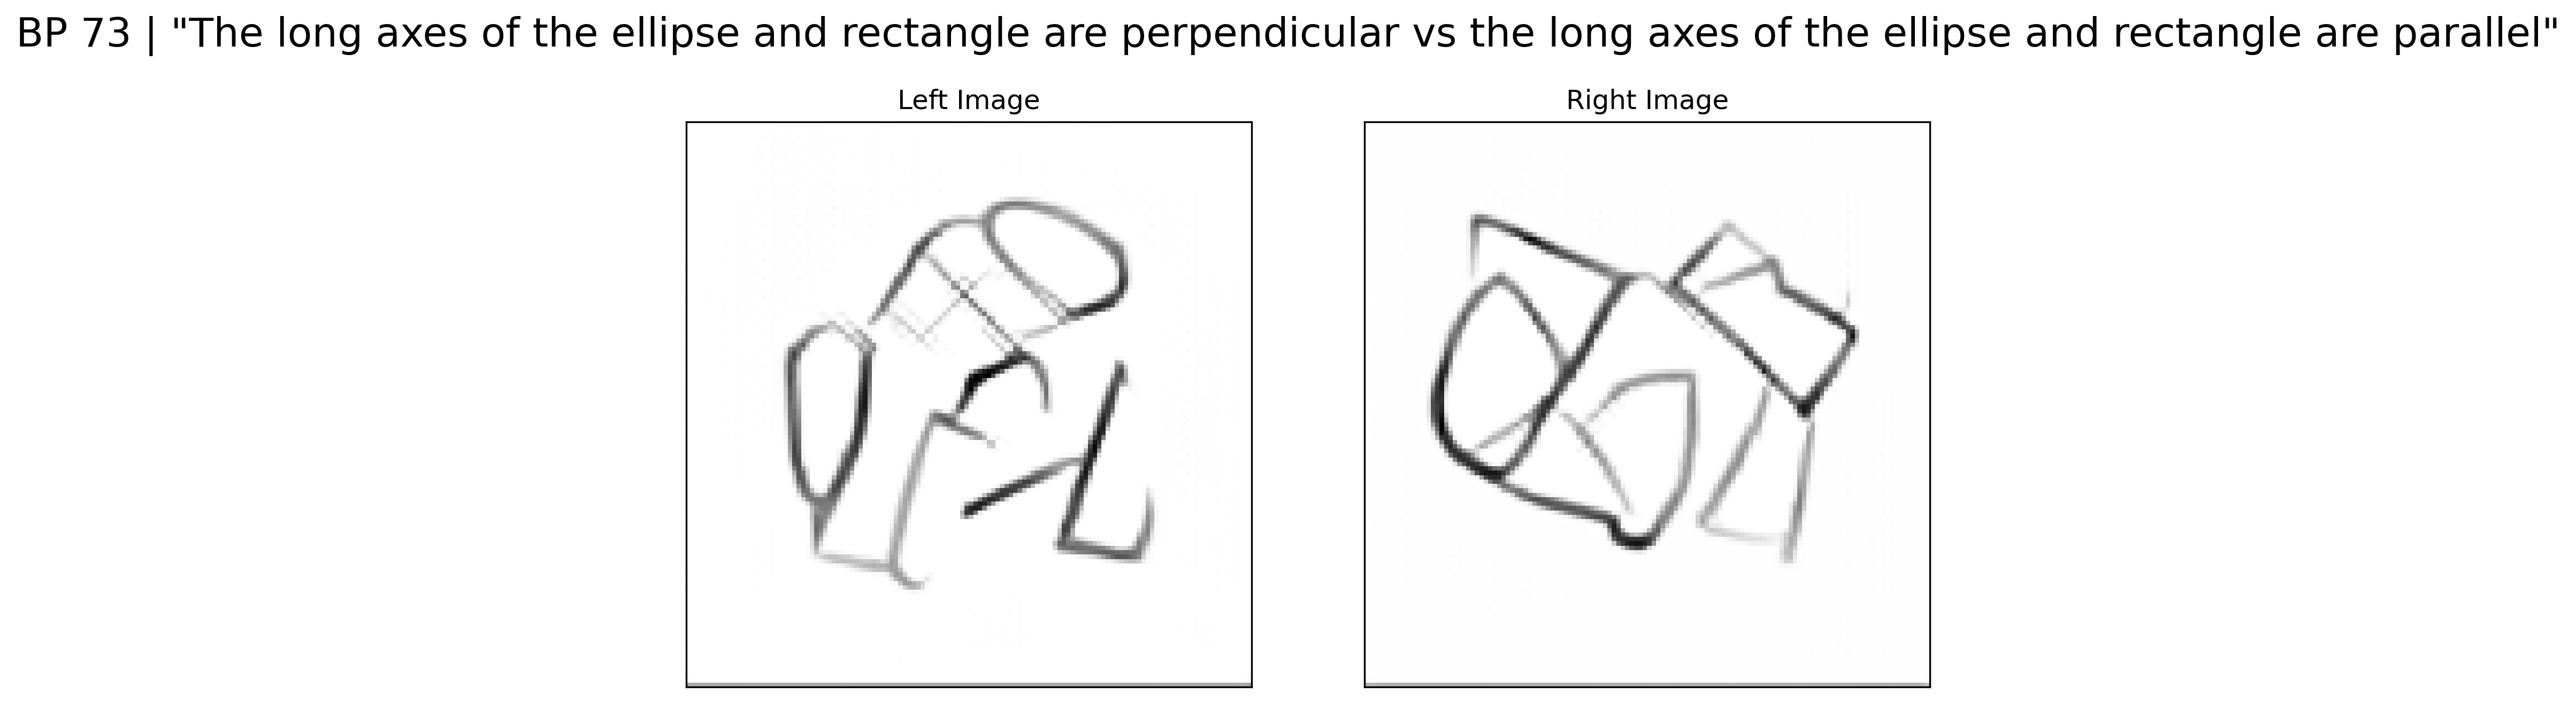 BP 73 | "The long axes of the ellipse and rectangle are perpendicular vs the long axes of the ellipse and rectangle are parallel"
Left Image
Right Image